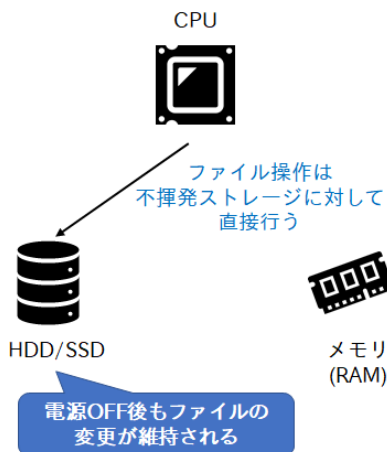 CPU
ファイル操作は
不揮発ストレージに対して
直接行う
HDD/SSD
メモリ
(RAM)
電源OFF後もファイルの
変更が維持される